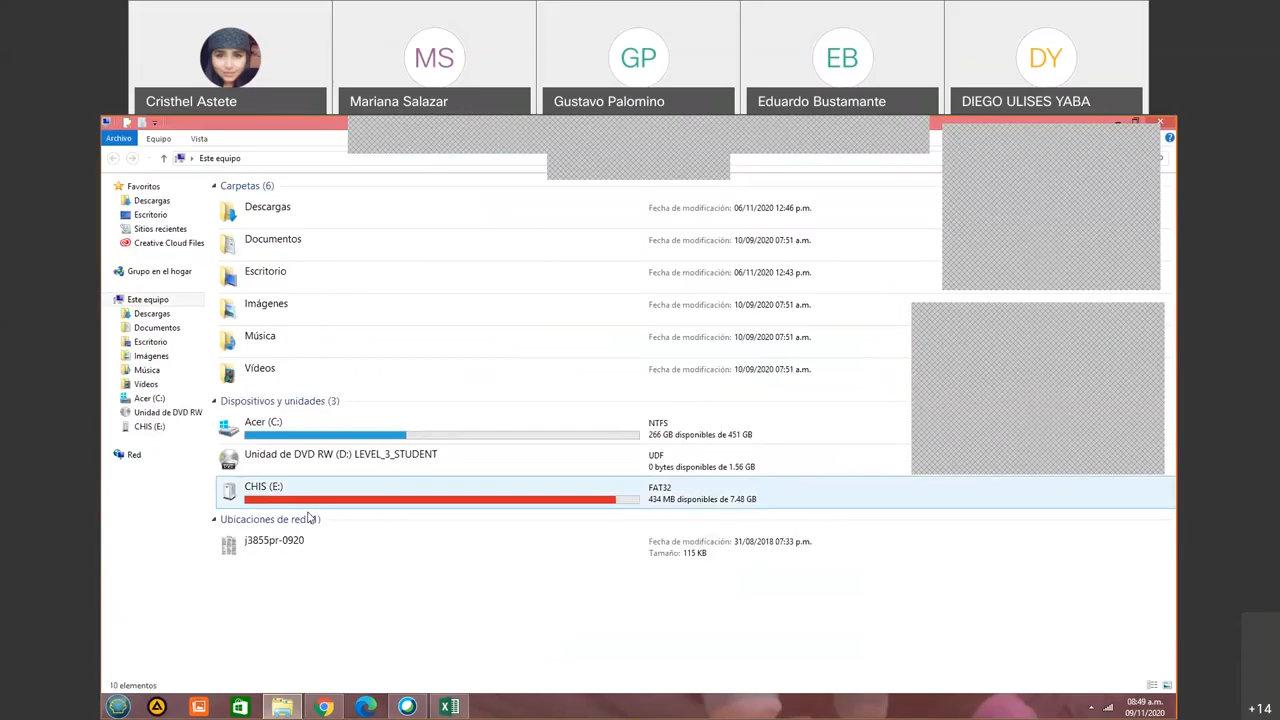 MS
GP
EB
DY
Cristhel Astete
Mariana Salazar
Gustavo Palomino
Eduardo Bustamante
DIEGO ULISES YABA
Archivo
Equipo
Vista
Este equipo
Favoritos
Descargas
Escritorio
Sitios recientes
Creative Cloud Files
Grupo en el hogar
Este equipo
Descargas
Documentos
Escritorio
Imágenes
Música
Vídeos
Acer (C:)
Unidad de DVD RW
CHIS (E:)
Red
Carpetas (6)
Descargas
Fecha de modificación: 06/11/2020 12:46 p.m.
Documentos
Fecha de modificación: 10/09/2020 07:51 a.m.
Escritorio
Fecha de modificación: 06/11/2020 12:43 p.m.
Imágenes
Fecha de modificación: 10/09/2020 07:51 a.m.
Música
Fecha de modificación: 10/09/2020 07:51 a.m.
Vídeos
Fecha de modificación: 10/09/2020 07:51 a.m.
Dispositivos y unidades (3)
Acer (C:)
NTFS
266 GB disponibles de 451 GB
Unidad de DVD RW (D:) LEVEL_3_STUDENT
UDF
0 bytes disponibles de 1.56 GB
CHIS (E:)
FAT32
434 MB disponibles de 7.48 GB
Ubicaciones de red
j3855pr-0920
Fecha de modificación: 31/08/2018 07:33 p.m.
Tamaño: 115 KB
10 elementos
08:49 a.m.
09/11/2020
+14